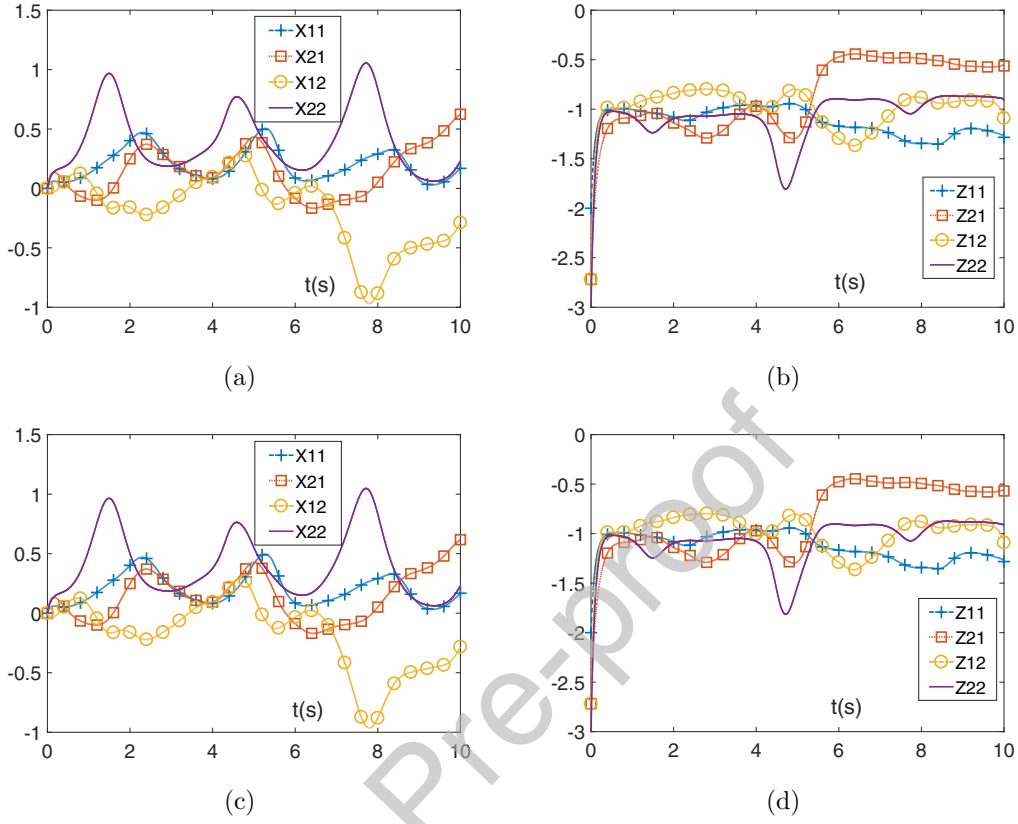 1.5
1
0.5
0
-0.5
-1
0 2 4 6 8 10
X11
X21
X12
X22
t(s)
(a)
0
-0.5
-1
-1.5
-2
-2.5
-3
0 2 4 6 8 10
Z11
Z21
Z12
Z22
t(s)
(b)
1.5
1
0.5
0
-0.5
-1
0 2 4 6 8 10
X11
X21
X12
X22
t(s)
(c)
0
-0.5
-1
-1.5
-2
-2.5
-3
0 2 4 6 8 10
Z11
Z21
Z12
Z22
t(s)
(d)
Pre-proof